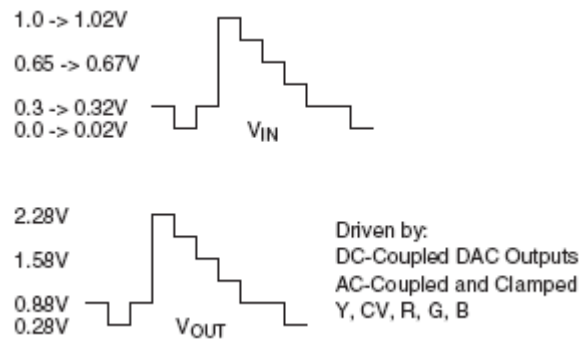 1.0 -> 1.02V
0.65 -> 0.67V
0.3 -> 0.32V
0.0 -> 0.02V
VIN
2.28V
1.58V
0.88V
0.28V
VOUT
Driven by:
DC-Coupled DAC Outputs
AC-Coupled and Clamped
Y, CV, R, G, B